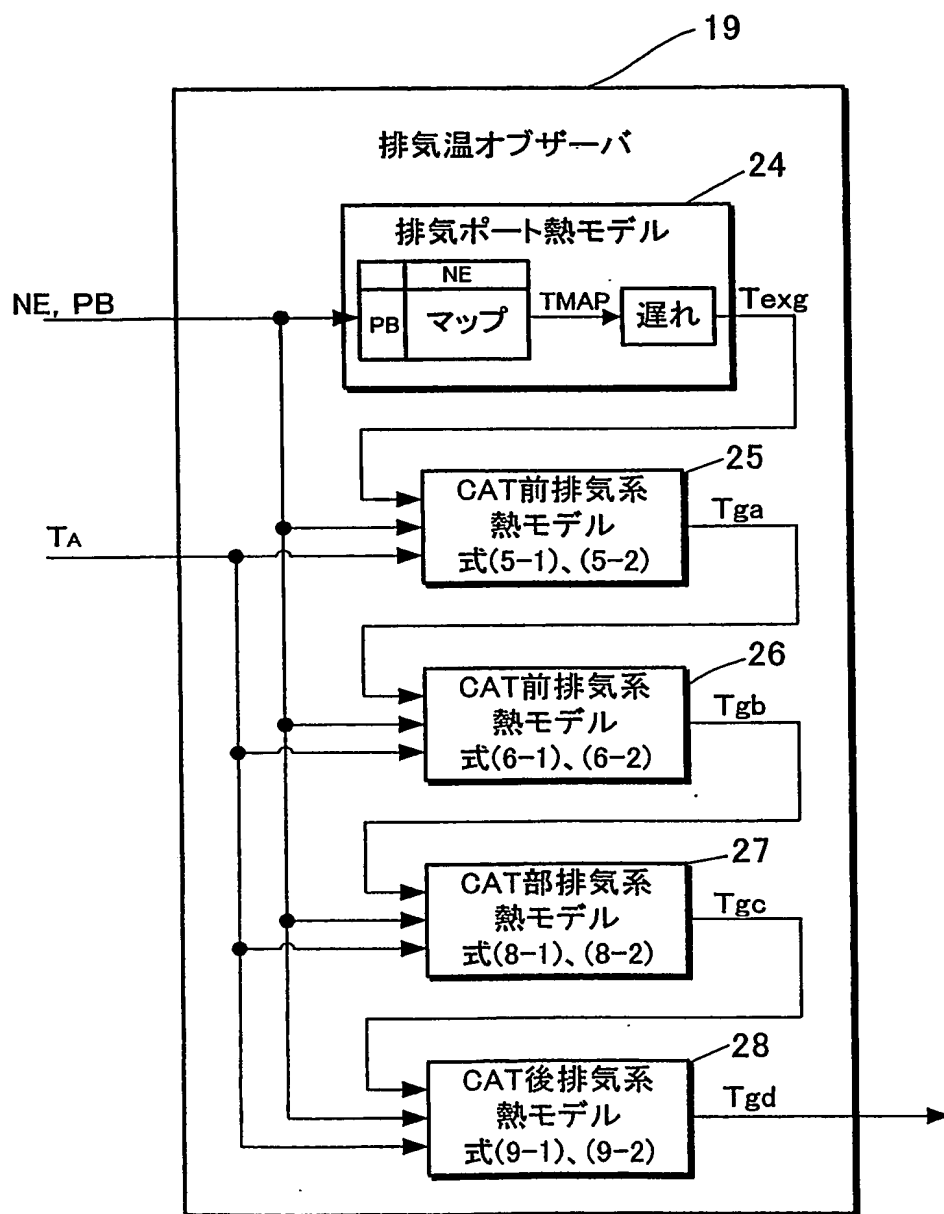 19
排気温オブザーバ
24
排気ポート熱モデル
NE
NE, PB
PB
マップ
TMAP
遅れ
Texg
25
CAT前排気系
熱モデル
式(5-1)、(5-2)
Tga
TA
26
CAT前排気系
熱モデル
式(6-1)、(6-2)
Tgb
27
CAT部排気系
熱モデル
式(8-1)、(8-2)
Tgc
28
CAT後排気系
熱モデル
式(9-1)、(9-2)
Tgd